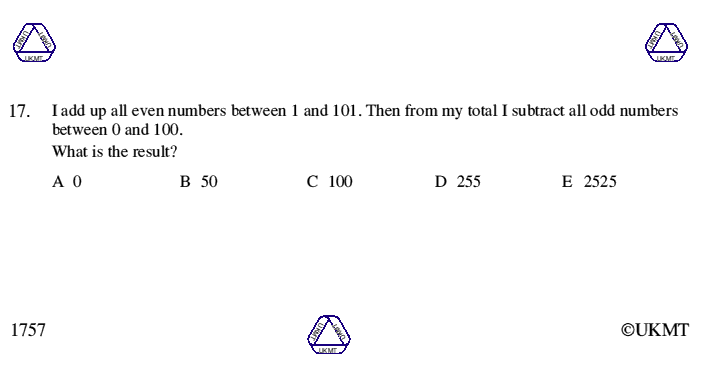 UKMT UKMT UKMT UKMT UKMT UKMT
17. I add up all even numbers between 1 and 101. Then from my total I subtract all odd numbers
between 0 and 100.
What is the result?
A 0 B 50 C 100 D 255 E 2525
1757 UKMT UKMT UKMT ©UKMT